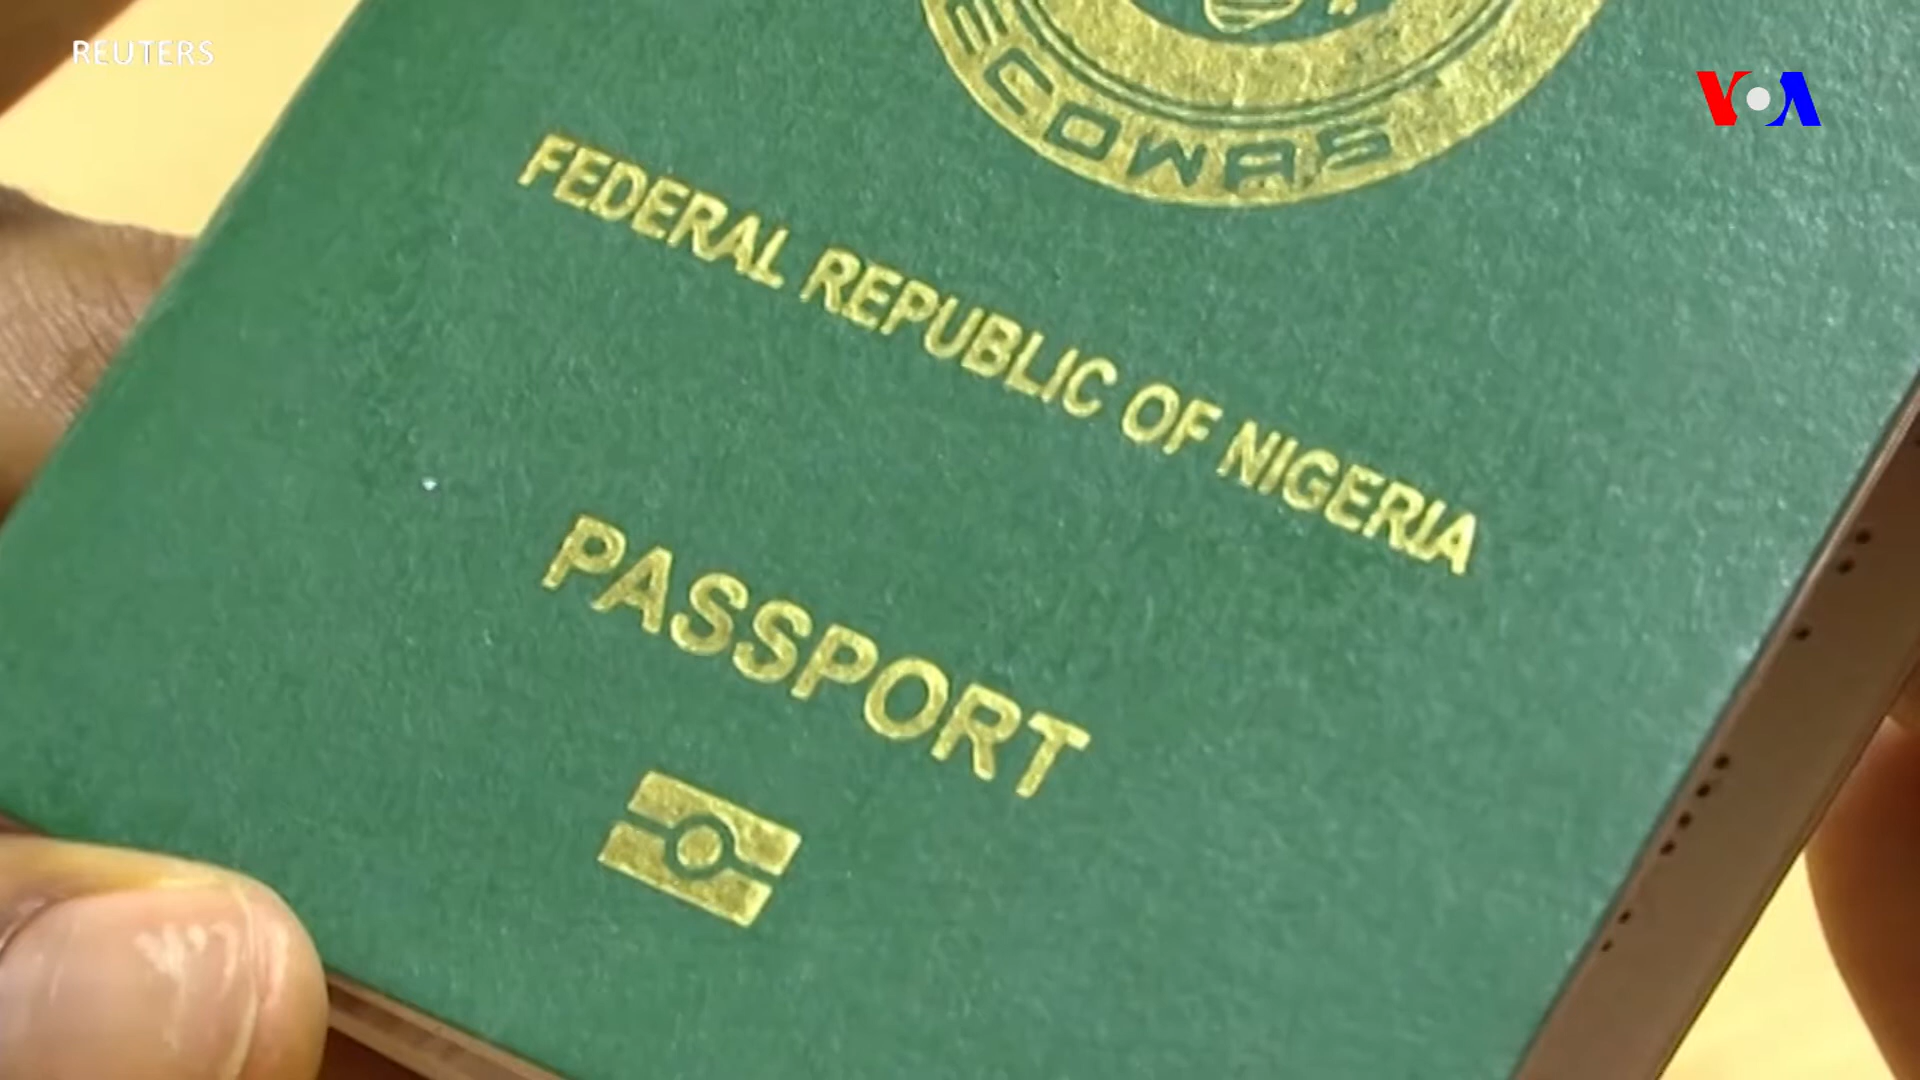 REUTERS
VOA
ECOWAS
FEDERAL REPUBLIC OF NIGERIA
PASSPORT